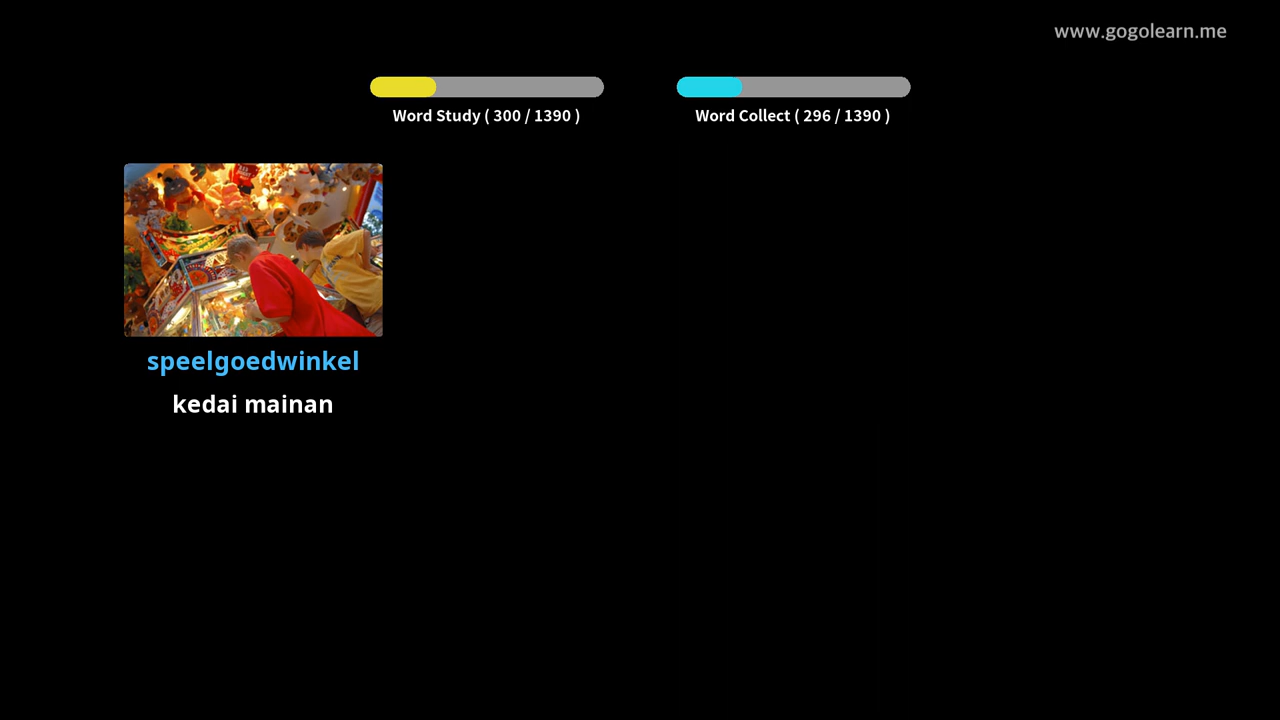 www.gogolearn.me
Word Study ( 300 / 1390 )
Word Collect ( 296 / 1390 )
speelgoedwinkel
kedai mainan